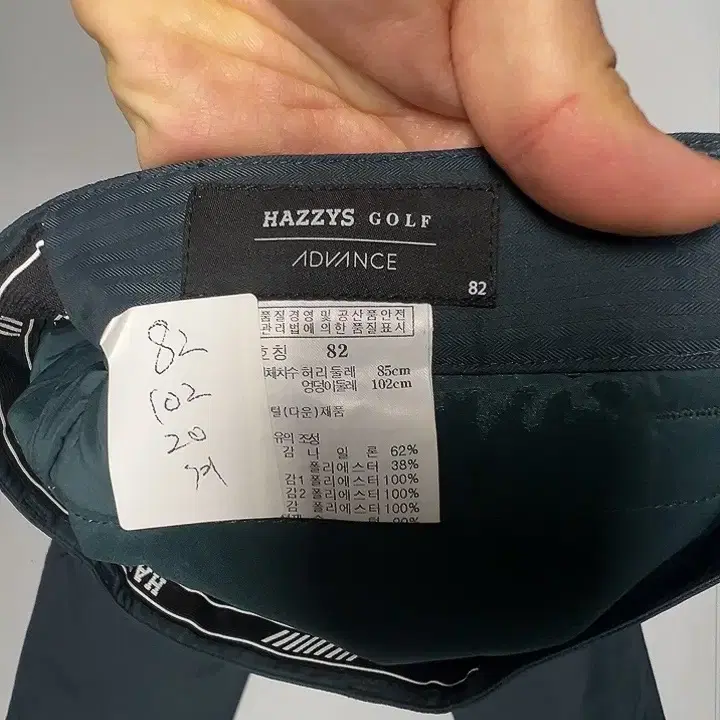 HAZZYS GOLF
ADVANCE
82
품질경영 및 공산품안전
관리법에 의한 품질표시
호칭 82
체치수 허리둘레 85cm
엉덩이둘레 102cm
털(다운)제품
유의 조성
감 나 일 론 62%
폴리에스터 38%
감1 폴리에스터 100%
감2 폴리에스터 100%
감 폴리에스터 100%
82
102
20
HAZ